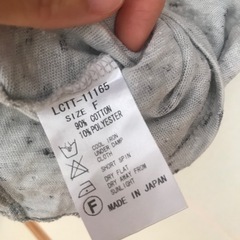 LCTT-11165
SIZE F
90% COTTON
10% POLYESTER
COOL IRON
UNDER DAMP
CLOTH
SHORT SPIN
DRY FLAT
DRY AWAY FROM
SUNLIGHT
F
MADE IN JAPAN